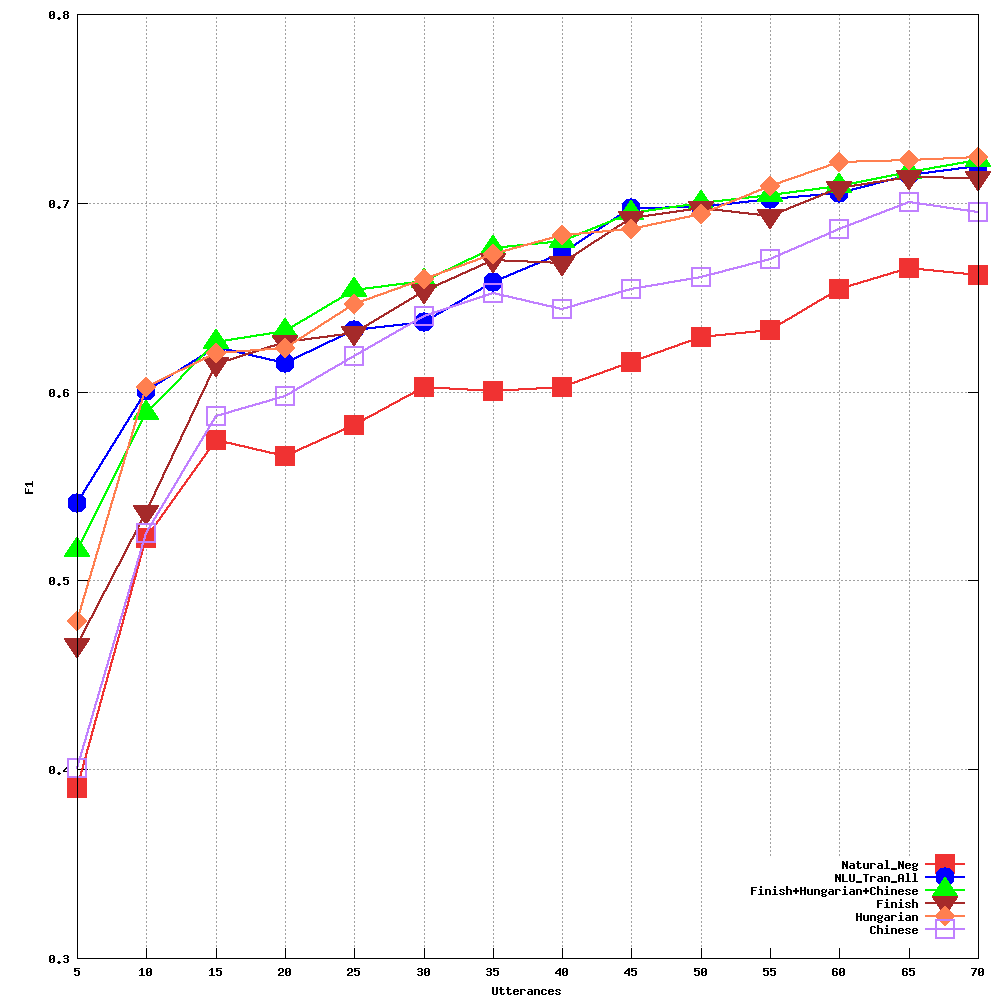 0.8
0.7
0.6
0.5
0.4
0.3
F1
5 10 15 20 25 30 35 40 45 50 55 60 65 70
Utterances
Natural_Neg
NLU_Tran_All
Finish+Hungarian+Chinese
Finish
Hungarian
Chinese